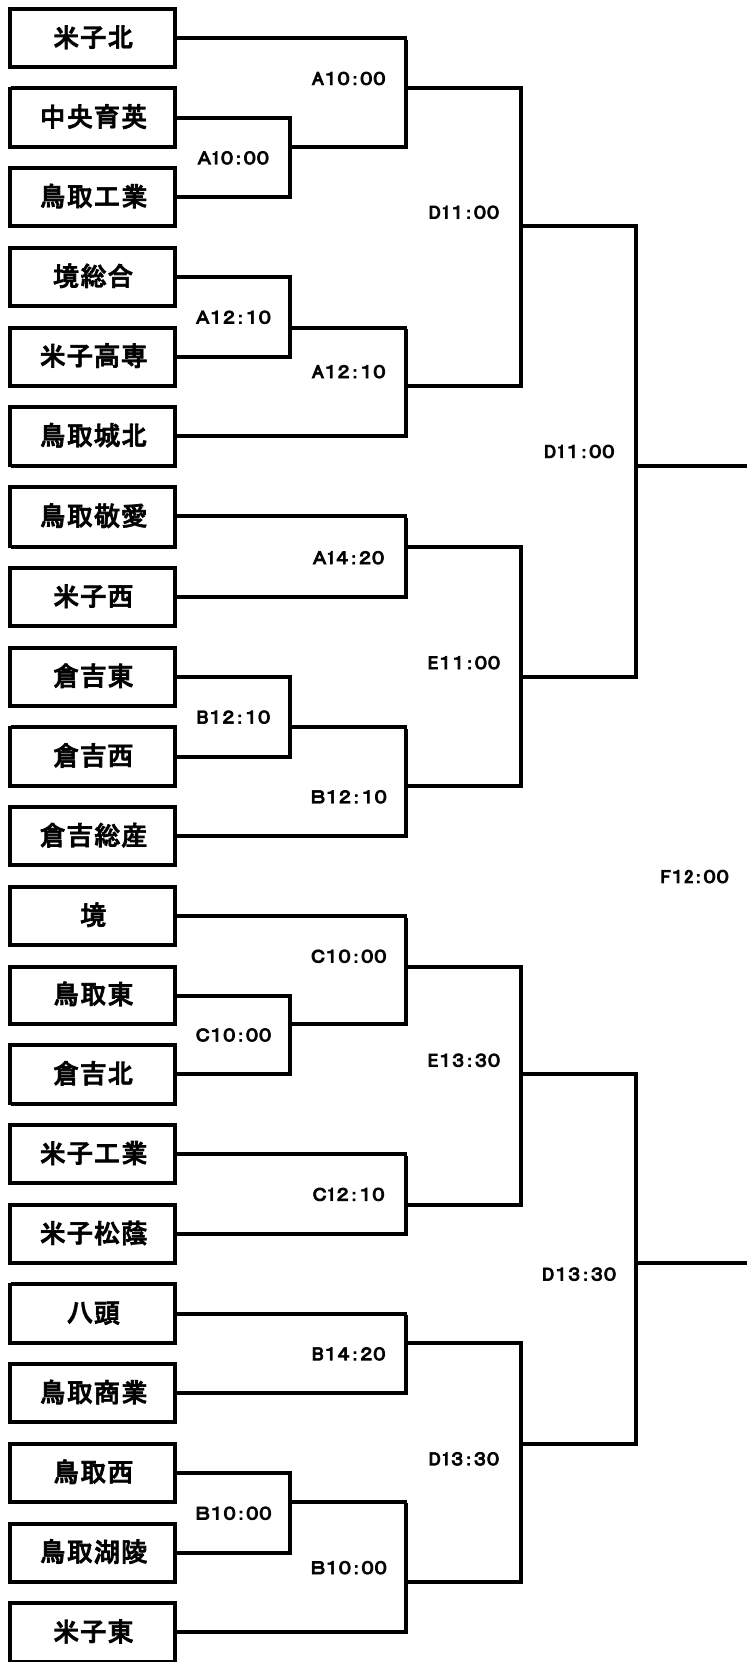 米子北
A10:00
中央育英
A10:00
鳥取工業
D11:00
境総合
A12:10
米子高専
A12:10
鳥取城北
D11:00
鳥取敬愛
A14:20
米子西
E11:00
倉吉東
B12:10
倉吉西
B12:10
倉吉総産
F12:00
境
C10:00
鳥取東
C10:00
倉吉北
E13:30
米子工業
C12:10
米子松蔭
D13:30
八頭
B14:20
鳥取商業
D13:30
鳥取西
B10:00
鳥取湖陵
B10:00
米子東